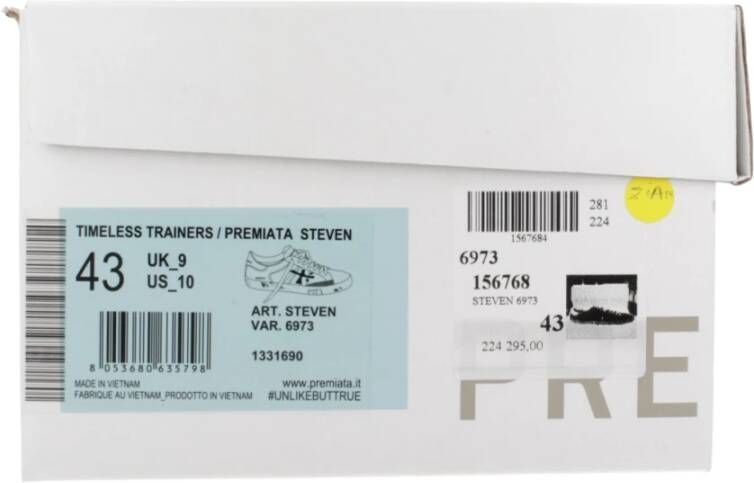 TIMELESS TRAINERS / PREMIATA STEVEN
43
UK_9
US_10
ART. STEVEN
VAR. 6973
1331690
8 053680 635798
MADE IN VIETNAM
FABRIQUE AU VIETNAM_PRODOTTO IN VIETNAM
www.premiata.it
#UNLIKEBUTTRUE
1567684
281
224
6973
156768
STEVEN 6973
43
224 295,00
PRE